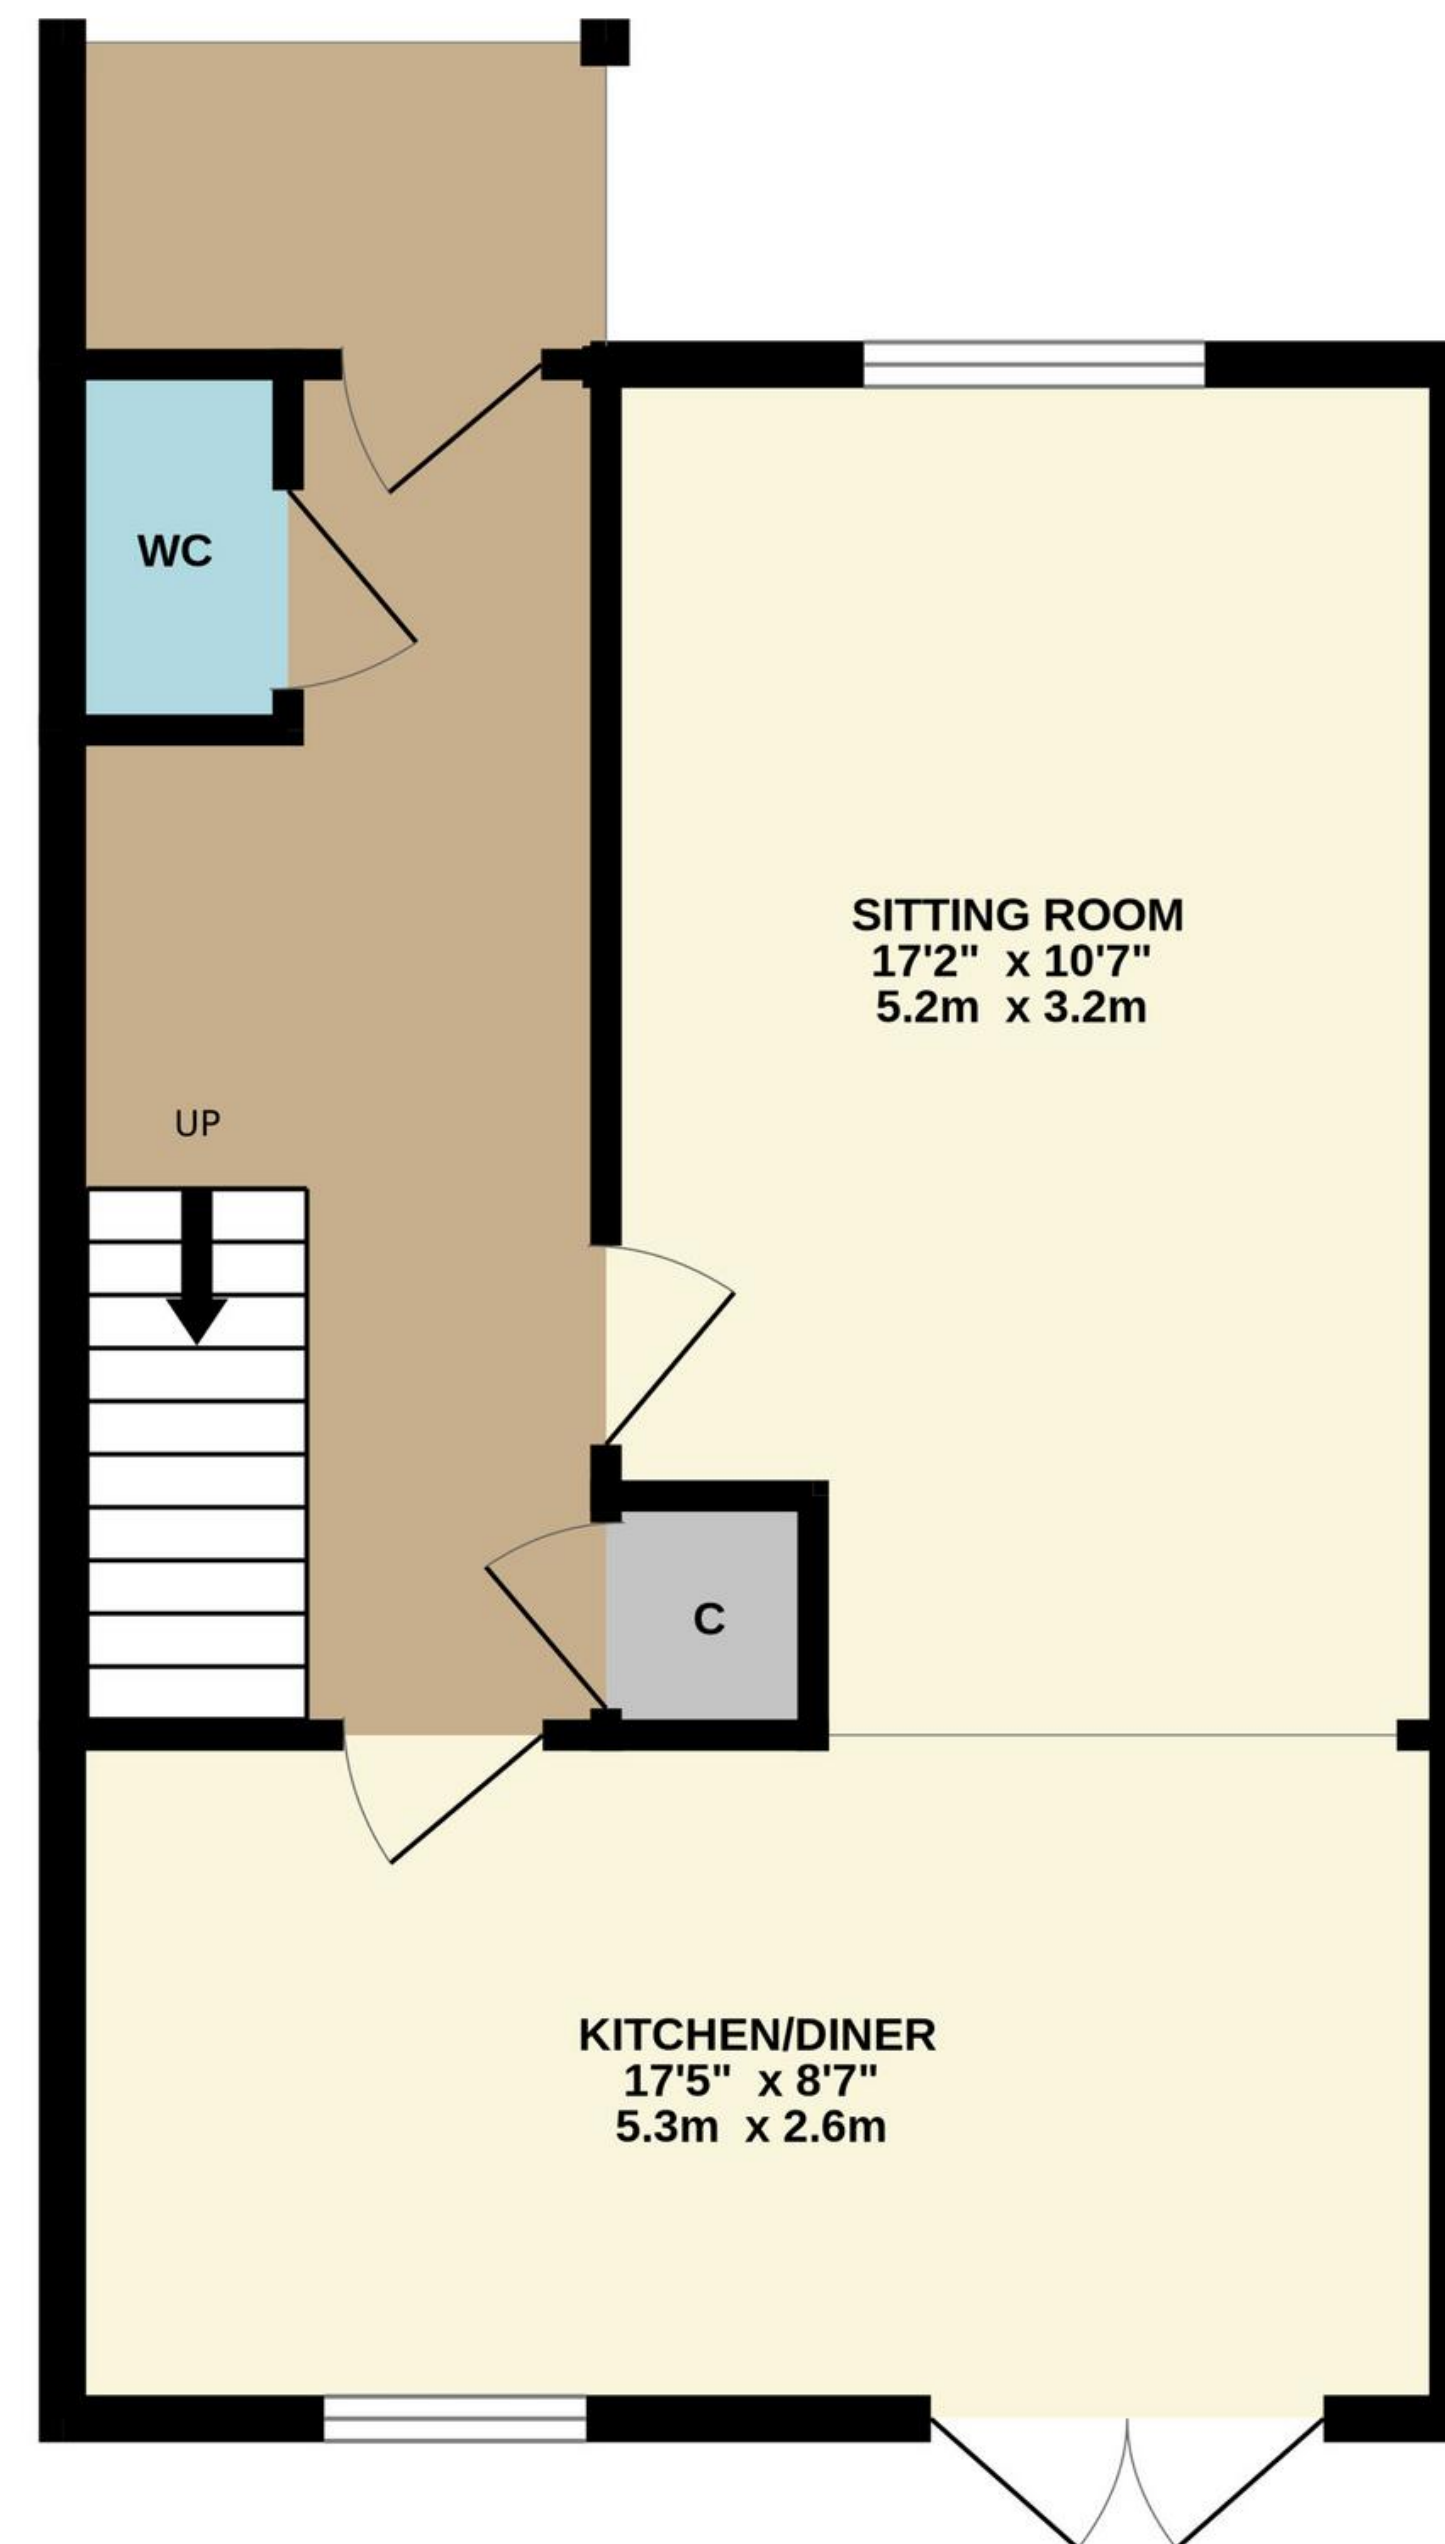 WC
SITTING ROOM
17'2" x 10'7"
5.2m x 3.2m
UP
C
KITCHEN/DINER
17'5" x 8'7"
5.3m x 2.6m